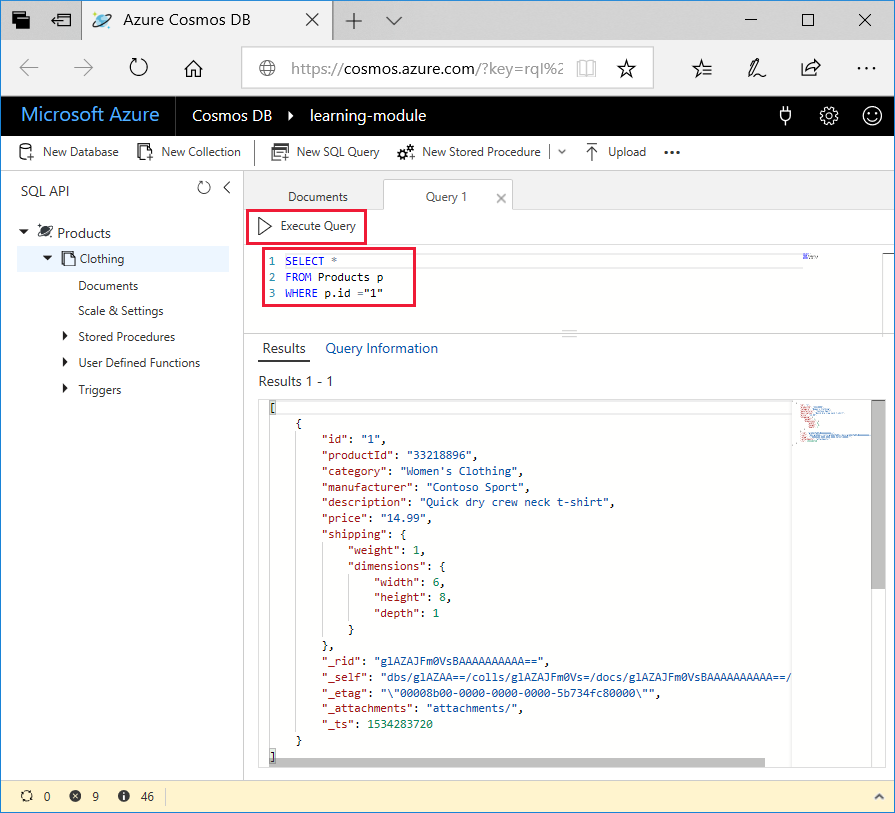 Azure Cosmos DB
https://cosmos.azure.com/?key=rql%2
Microsoft Azure Cosmos DB learning-module
New Database New Collection New SQL Query New Stored Procedure Upload
SQL API
Documents Query 1
Execute Query
Products
Clothing
Documents
Scale & Settings
Stored Procedures
User Defined Functions
Triggers
1 SELECT *
2 FROM Products p
3 WHERE p.id ="1"
Results Query Information
Results 1 - 1
[
{
"id": "1",
"productId": "33218896",
"category": "Women's Clothing",
"manufacturer": "Contoso Sport",
"description": "Quick dry crew neck t-shirt",
"price": "14.99",
"shipping": {
"weight": 1,
"dimensions": {
"width": 6,
"height": 8,
"depth": 1
}
},
"_rid": "glAZAJFm0VsBAAAAAAAAAA==",
"_self": "dbs/glAZAA==/colls/glAZAJFm0Vs=/docs/glAZAJFm0VsBAAAAAAAAAA==/
"_etag": "\"00008b00-0000-0000-0000-5b734fc80000\"",
"_attachments": "attachments/",
"_ts": 1534283720
}
]
0 9 46